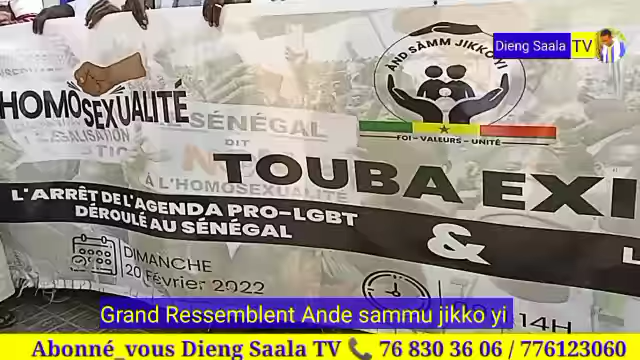 Dieng Saala TV
ÀND SÀMM JIKKO YI
FOI - VALEURS - UNITÉ
HOMOSEXUALITÉ
SÉNÉGAL
DIT
À L'HOMOSEXUALITÉ
TOUBA EXI
L'ARRÊT DE L'AGENDA PRO-LGBT
DÉROULÉ AU SÉNÉGAL
&
DIMANCHE
20 Février 2022
14H
Grand Ressemblent Ande sammu jikko yi
Abonné_vous Dieng Saala TV 📞 76 830 36 06 / 776123060